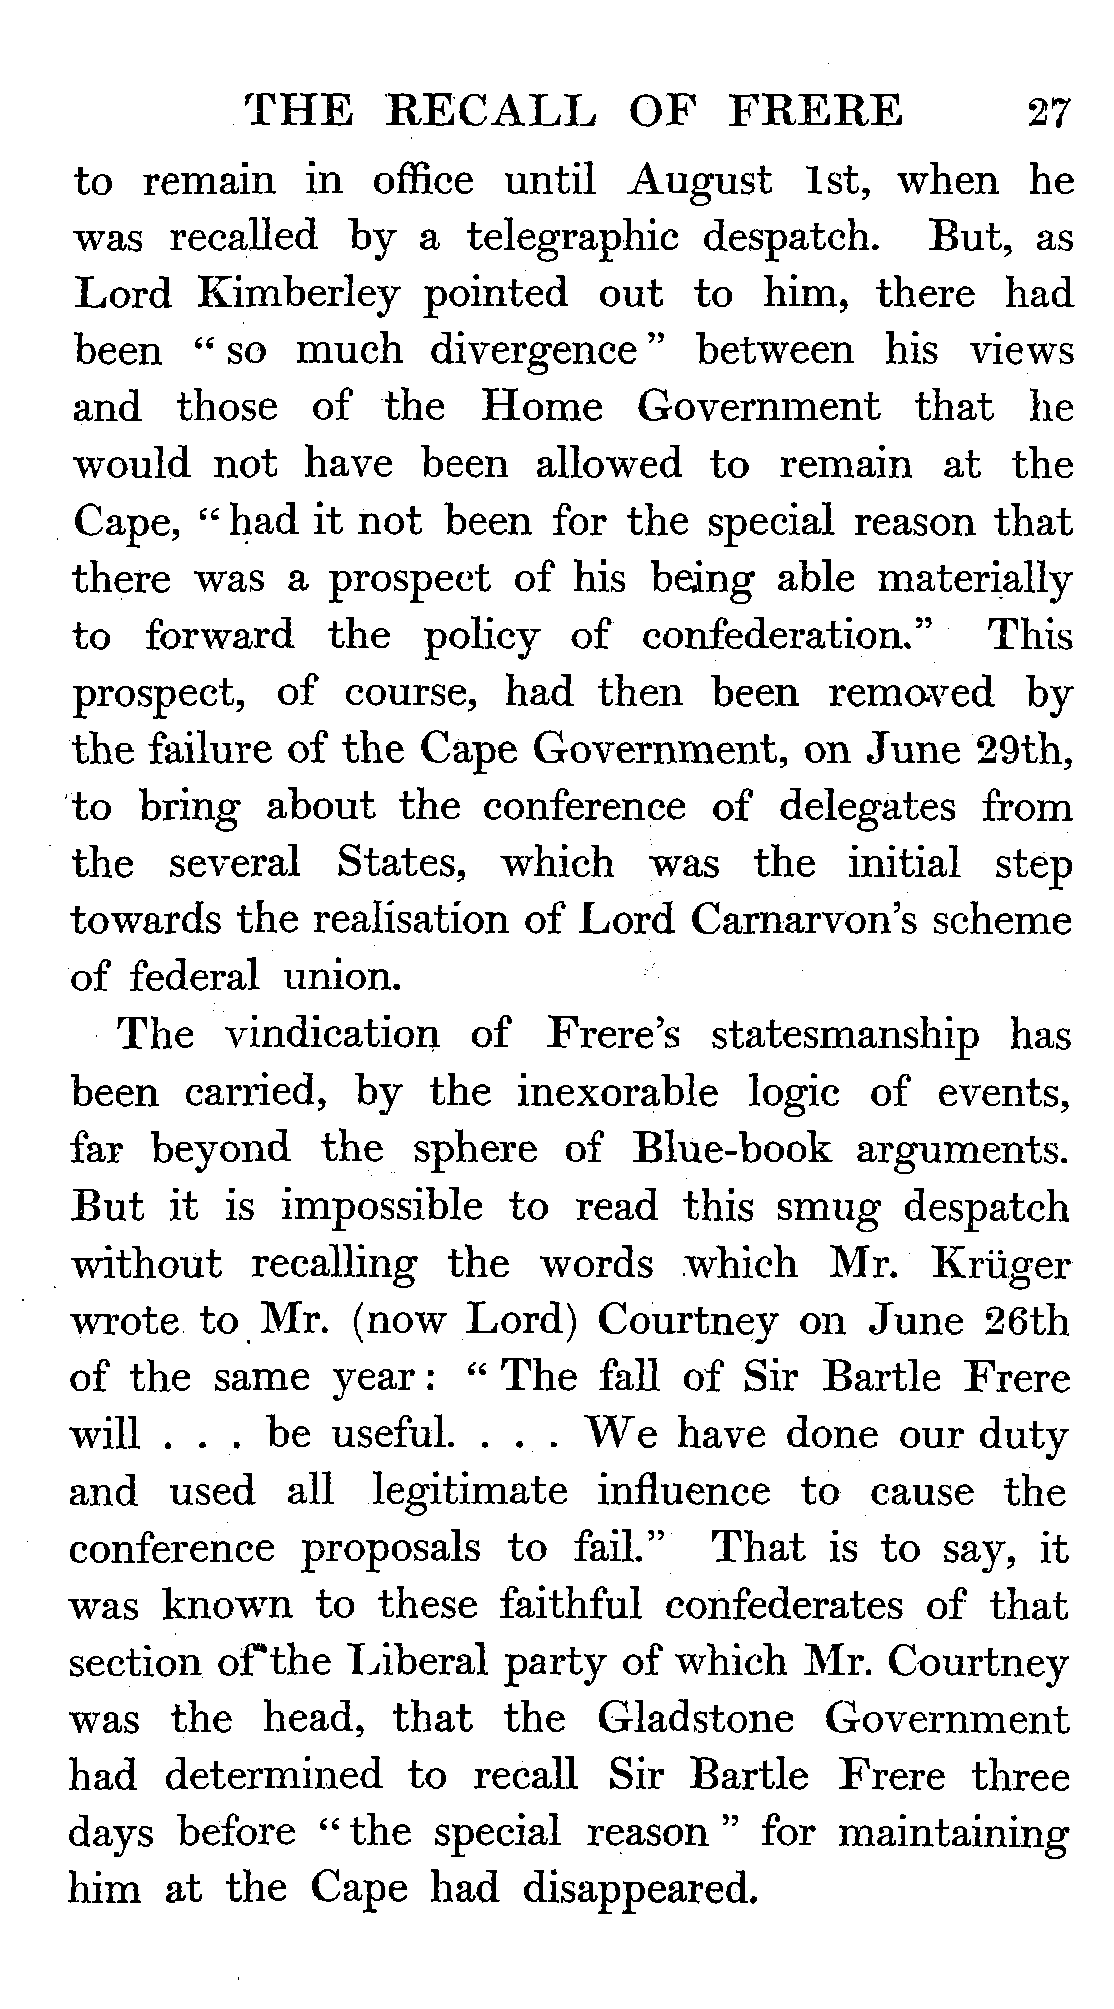 THE RECALL OF FRERE 27
to remain in office until August 1st, when he
was recalled by a telegraphic despatch. But, as
Lord Kimberley pointed out to him, there had
been “ so much divergence ” between his views
and those of the Home Government that he
would not have been allowed to remain at the
Cape, “ had it not been for the special reason that
there was a prospect of his being able materially
to forward the policy of confederation.” This
prospect, of course, had then been removed by
the failure of the Cape Government, on June 29th,
to bring about the conference of delegates from
the several States, which was the initial step
towards the realisation of Lord Carnarvon’s scheme
of federal union.
The vindication of Frere’s statesmanship has
been carried, by the inexorable logic of events,
far beyond the sphere of Blue-book arguments.
But it is impossible to read this smug despatch
without recalling the words which Mr. Krüger
wrote to Mr. (now Lord) Courtney on June 26th
of the same year : “ The fall of Sir Bartle Frere
will . . . be useful. . . . We have done our duty
and used all legitimate influence to cause the
conference proposals to fail.” That is to say, it
was known to these faithful confederates of that
section of the Liberal party of which Mr. Courtney
was the head, that the Gladstone Government
had determined to recall Sir Bartle Frere three
days before “ the special reason ” for maintaining
him at the Cape had disappeared.